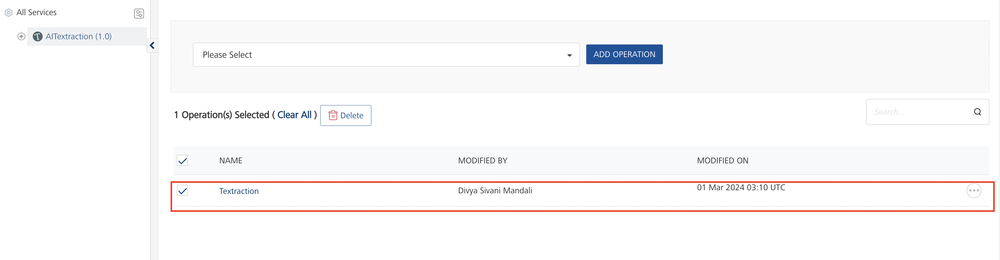 All Services
AITextraction (1.0)
Please Select
ADD OPERATION
1 Operation(s) Selected ( Clear All )
Delete
Search...
NAME MODIFIED BY MODIFIED ON
Textraction Divya Sivani Mandali 01 Mar 2024 03:10 UTC